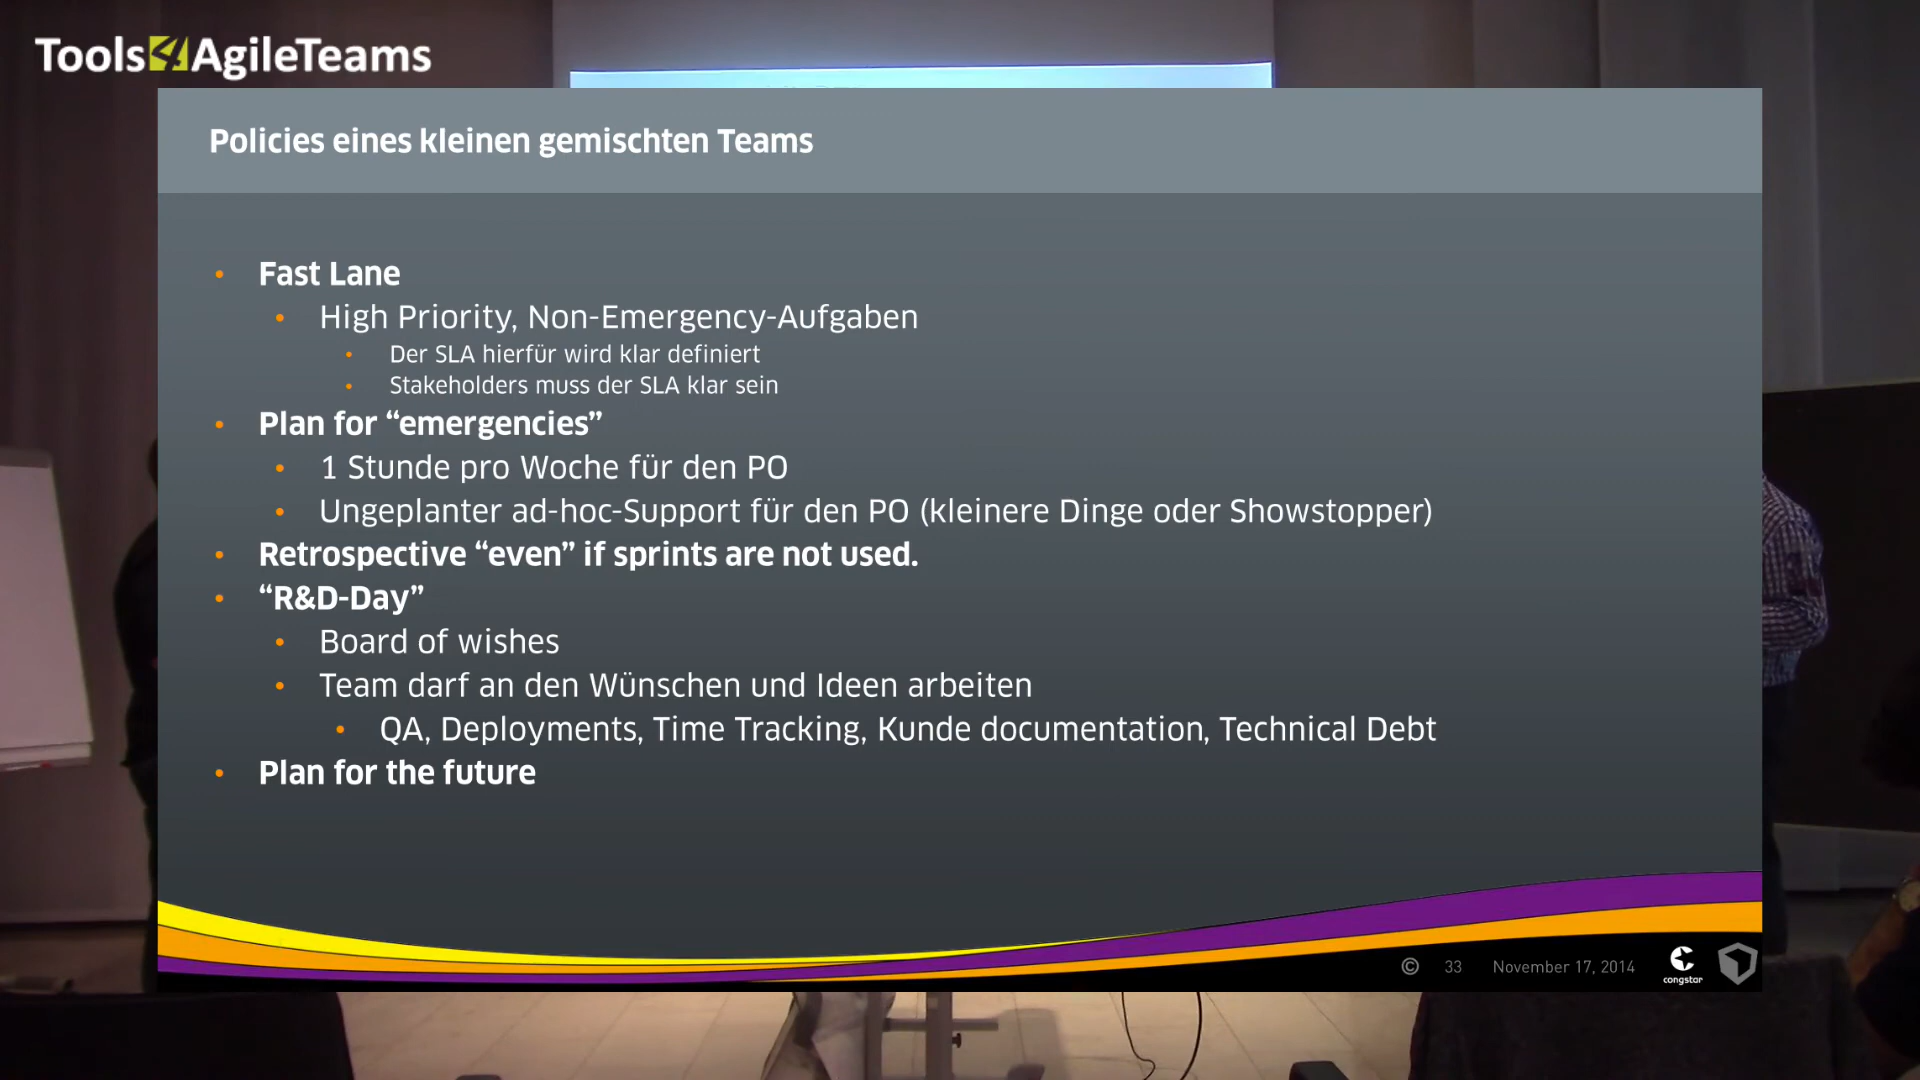 Tools4AgileTeams
Policies eines kleinen gemischten Teams
• Fast Lane
• High Priority, Non-Emergency-Aufgaben
• Der SLA hierfür wird klar definiert
• Stakeholders muss der SLA klar sein
• Plan for “emergencies”
• 1 Stunde pro Woche für den PO
• Ungeplanter ad-hoc-Support für den PO (kleinere Dinge oder Showstopper)
• Retrospective “even” if sprints are not used.
• “R&D-Day”
• Board of wishes
• Team darf an den Wünschen und Ideen arbeiten
• QA, Deployments, Time Tracking, Kunde documentation, Technical Debt
• Plan for the future
© 33 November 17, 2014
congstar